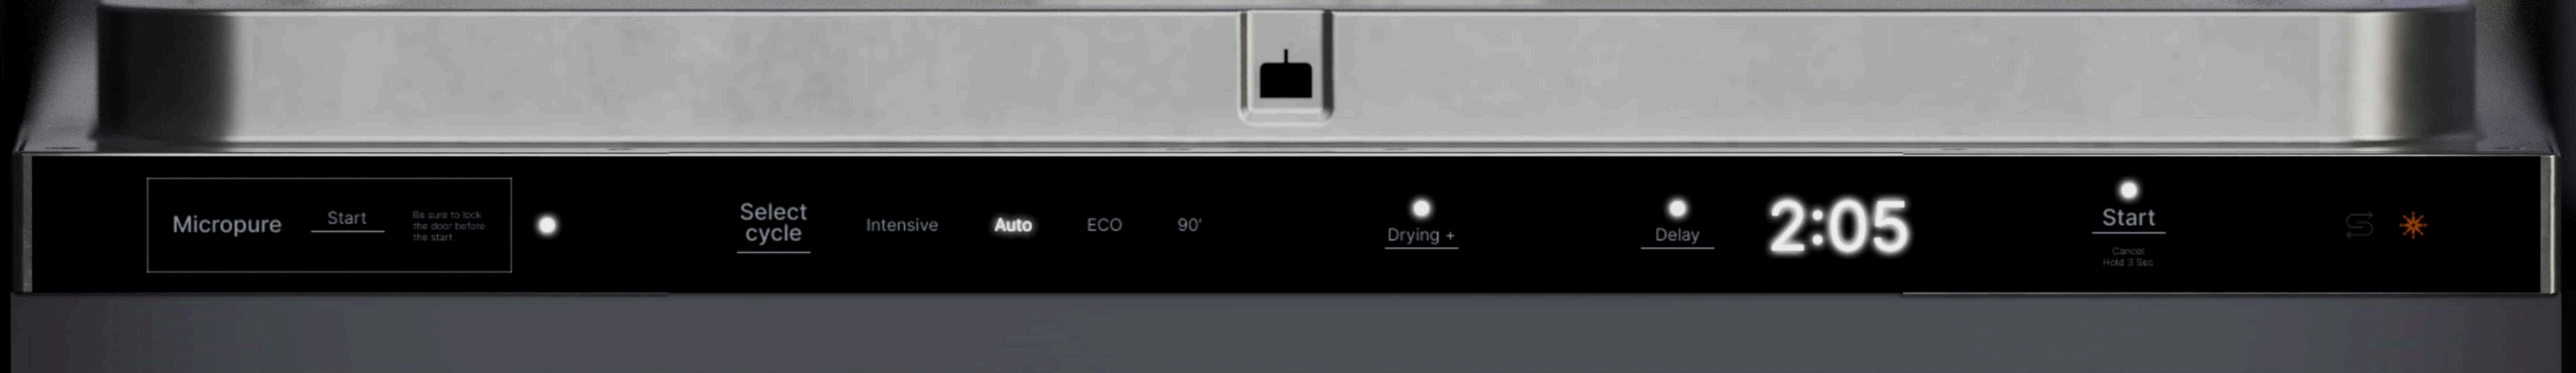 Micropure
Start
Be sure to lock
the door before
the start
Select
cycle
Intensive
Auto
ECO
90'
Drying +
Delay
2:05
Start
Cancel
Hold 3 Sec